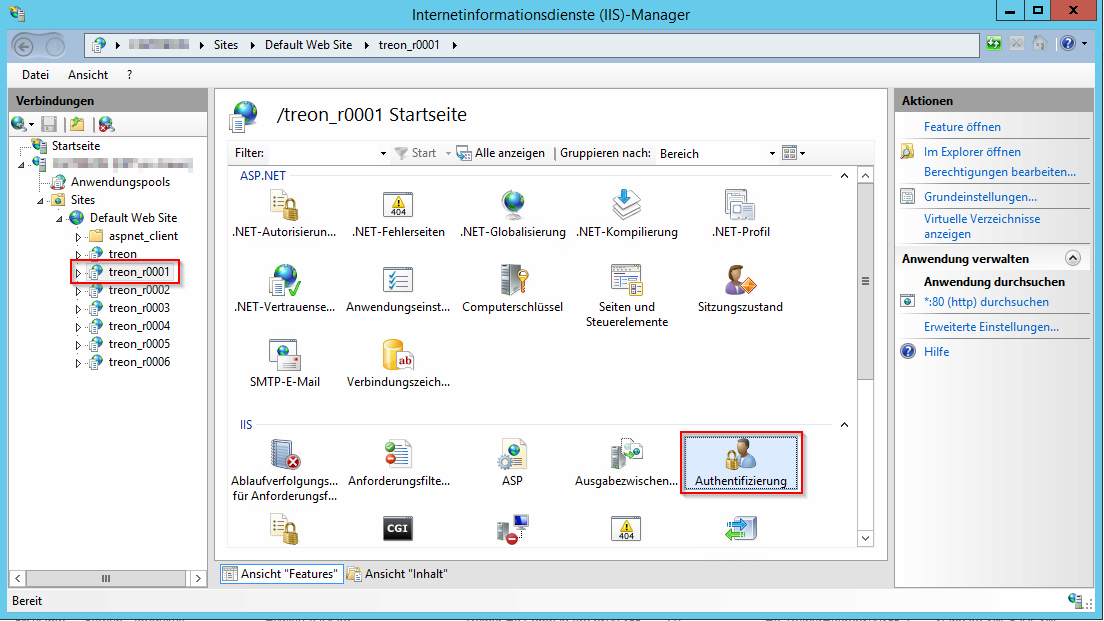 Internetinformationsdienste (IIS)-Manager
Sites
Default Web Site
treon_r0001
Datei Ansicht ?
Verbindungen
Startseite
Anwendungspools
Sites
Default Web Site
aspnet_client
treon
treon_r0001
treon_r0002
treon_r0003
treon_r0004
treon_r0005
treon_r0006
/treon_r0001 Startseite
Filter: Start Alle anzeigen Gruppieren nach: Bereich
ASP.NET
.NET-Autorisierun... .NET-Fehlerseiten .NET-Globalisierung .NET-Kompilierung .NET-Profil
.NET-Vertrauense... Anwendungseinst... Computerschlüssel Seiten und Sitzungszustand
Steuerelemente
SMTP-E-Mail Verbindungszeich...
IIS
Ablaufverfolgungs... Anforderungsfilte... ASP Ausgabezwischen... Authentifizierung
für Anforderungsf...
404
ab
CGI
404
Ansicht "Features" Ansicht "Inhalt"
Aktionen
Feature öffnen
Im Explorer öffnen
Berechtigungen bearbeiten...
Grundeinstellungen...
Virtuelle Verzeichnisse
anzeigen
Anwendung verwalten
Anwendung durchsuchen
*:80 (http) durchsuchen
Erweiterte Einstellungen...
Hilfe
Bereit